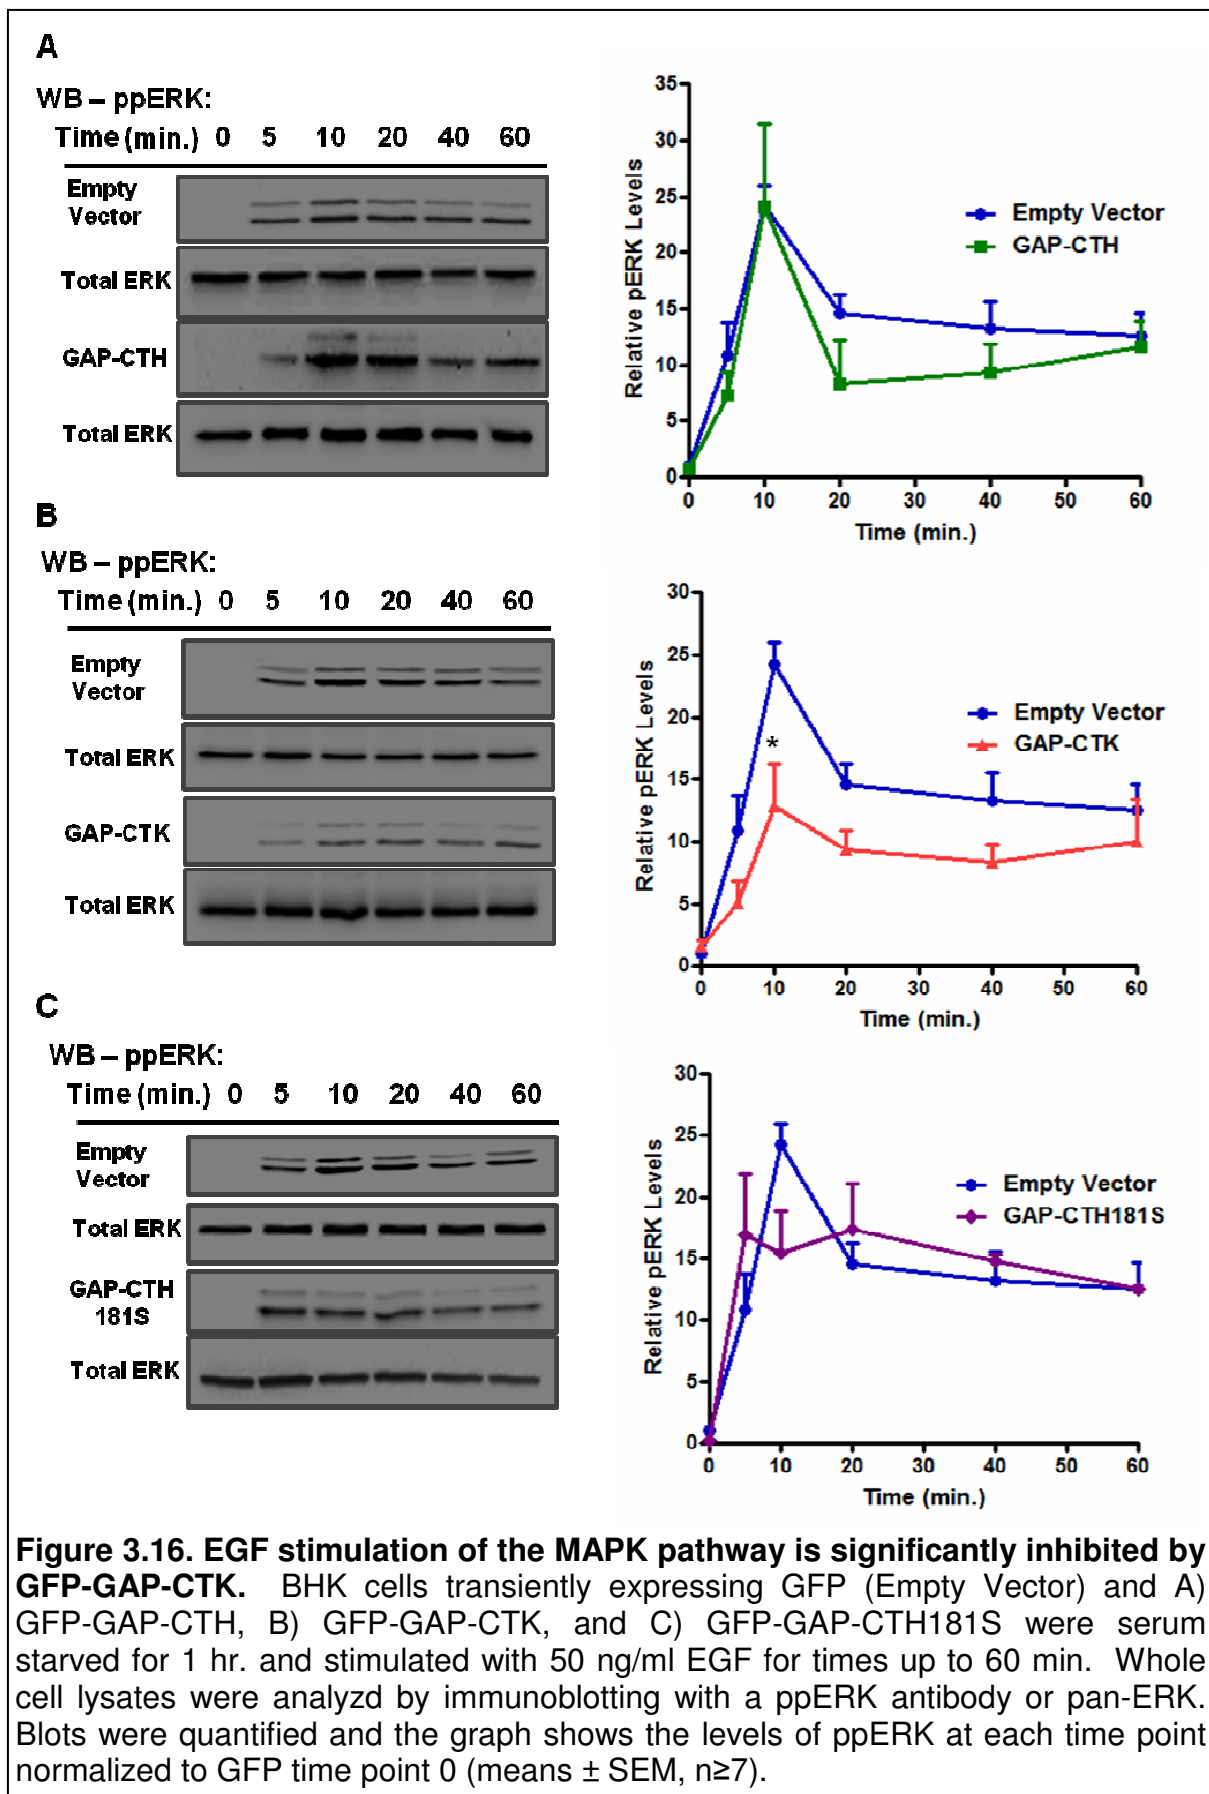 A
WB – ppERK:
Time (min.) 0 5 10 20 40 60
Empty
Vector
Total ERK
GAP-CTH
Total ERK
35
30
25
20
15
10
5
0
Relative pERK Levels
Empty Vector
GAP-CTH
0 10 20 30 40 50 60
Time (min.)
B
WB – ppERK:
Time (min.) 0 5 10 20 40 60
Empty
Vector
Total ERK
GAP-CTK
Total ERK
30
25
20
15
10
5
0
Relative pERK Levels
*
Empty Vector
GAP-CTK
0 10 20 30 40 50 60
Time (min.)
C
WB – ppERK:
Time (min.) 0 5 10 20 40 60
Empty
Vector
Total ERK
GAP-CTH
181S
Total ERK
30
25
20
15
10
5
0
Relative pERK Levels
Empty Vector
GAP-CTH181S
0 10 20 30 40 50 60
Time (min.)
Figure 3.16. EGF stimulation of the MAPK pathway is significantly inhibited by
GFP-GAP-CTK. BHK cells transiently expressing GFP (Empty Vector) and A)
GFP-GAP-CTH, B) GFP-GAP-CTK, and C) GFP-GAP-CTH181S were serum
starved for 1 hr. and stimulated with 50 ng/ml EGF for times up to 60 min. Whole
cell lysates were analyzd by immunoblotting with a ppERK antibody or pan-ERK.
Blots were quantified and the graph shows the levels of ppERK at each time point
normalized to GFP time point 0 (means ± SEM, n≥7).